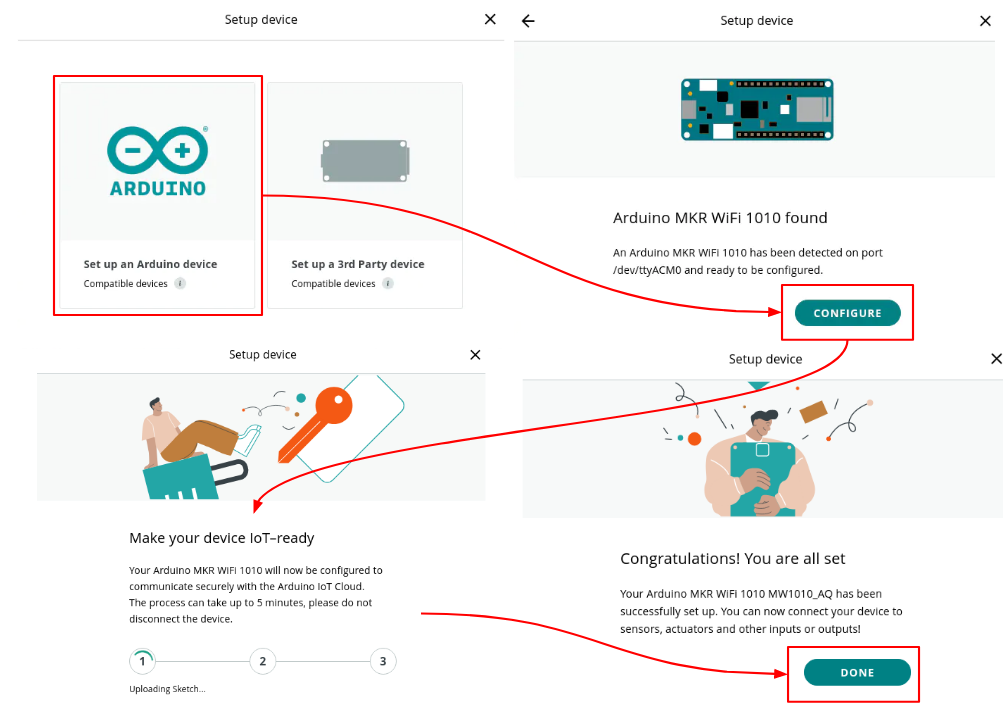 Setup device
ARDUINO
Set up an Arduino device
Compatible devices i
Set up a 3rd Party device
Compatible devices i
Setup device
Arduino MKR WiFi 1010 found
An Arduino MKR WiFi 1010 has been detected on port
/dev/ttyACM0 and ready to be configured.
CONFIGURE
Setup device
Make your device IoT–ready
Your Arduino MKR WiFi 1010 will now be configured to
communicate securely with the Arduino IoT Cloud.
The process can take up to 5 minutes, please do not
disconnect the device.
1 2 3
Uploading Sketch...
Setup device
Congratulations! You are all set
Your Arduino MKR WiFi 1010 MW1010_AQ has been
successfully set up. You can now connect your device to
sensors, actuators and other inputs or outputs!
DONE